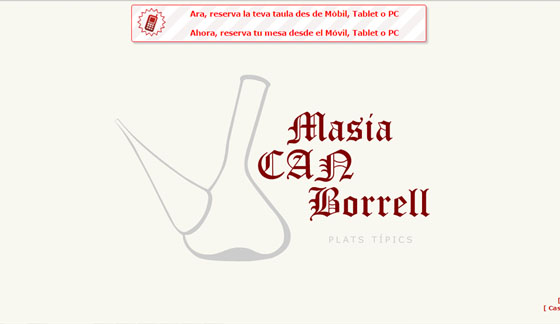 Ara, reserva la teva taula des de Mòbil, Tablet o PC
Ahora, reserva tu mesa desde el Móvil, Tablet o PC
Masia
CAN
Borrell
PLATS TÍPICS